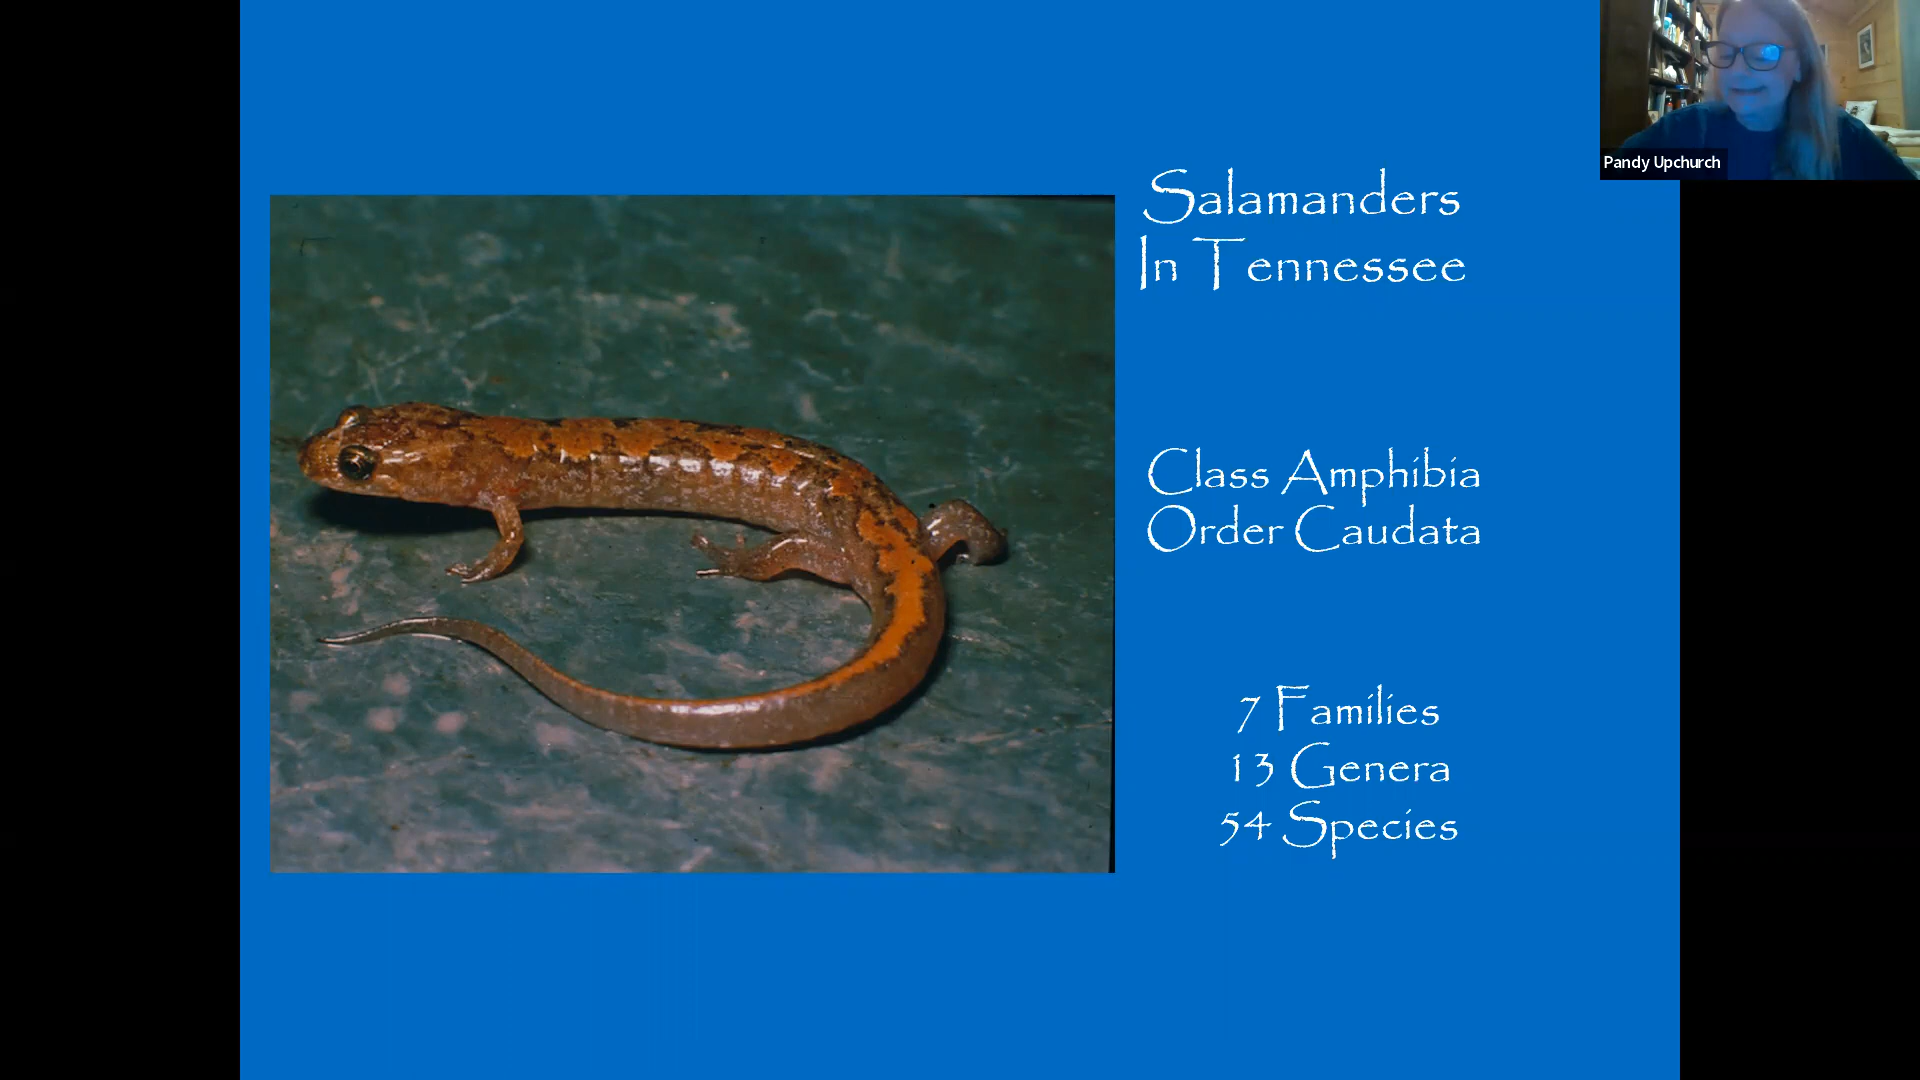 Pandy Upchurch
Salamanders
In Tennessee
Class Amphibia
Order Caudata
7 Families
13 Genera
54 Species